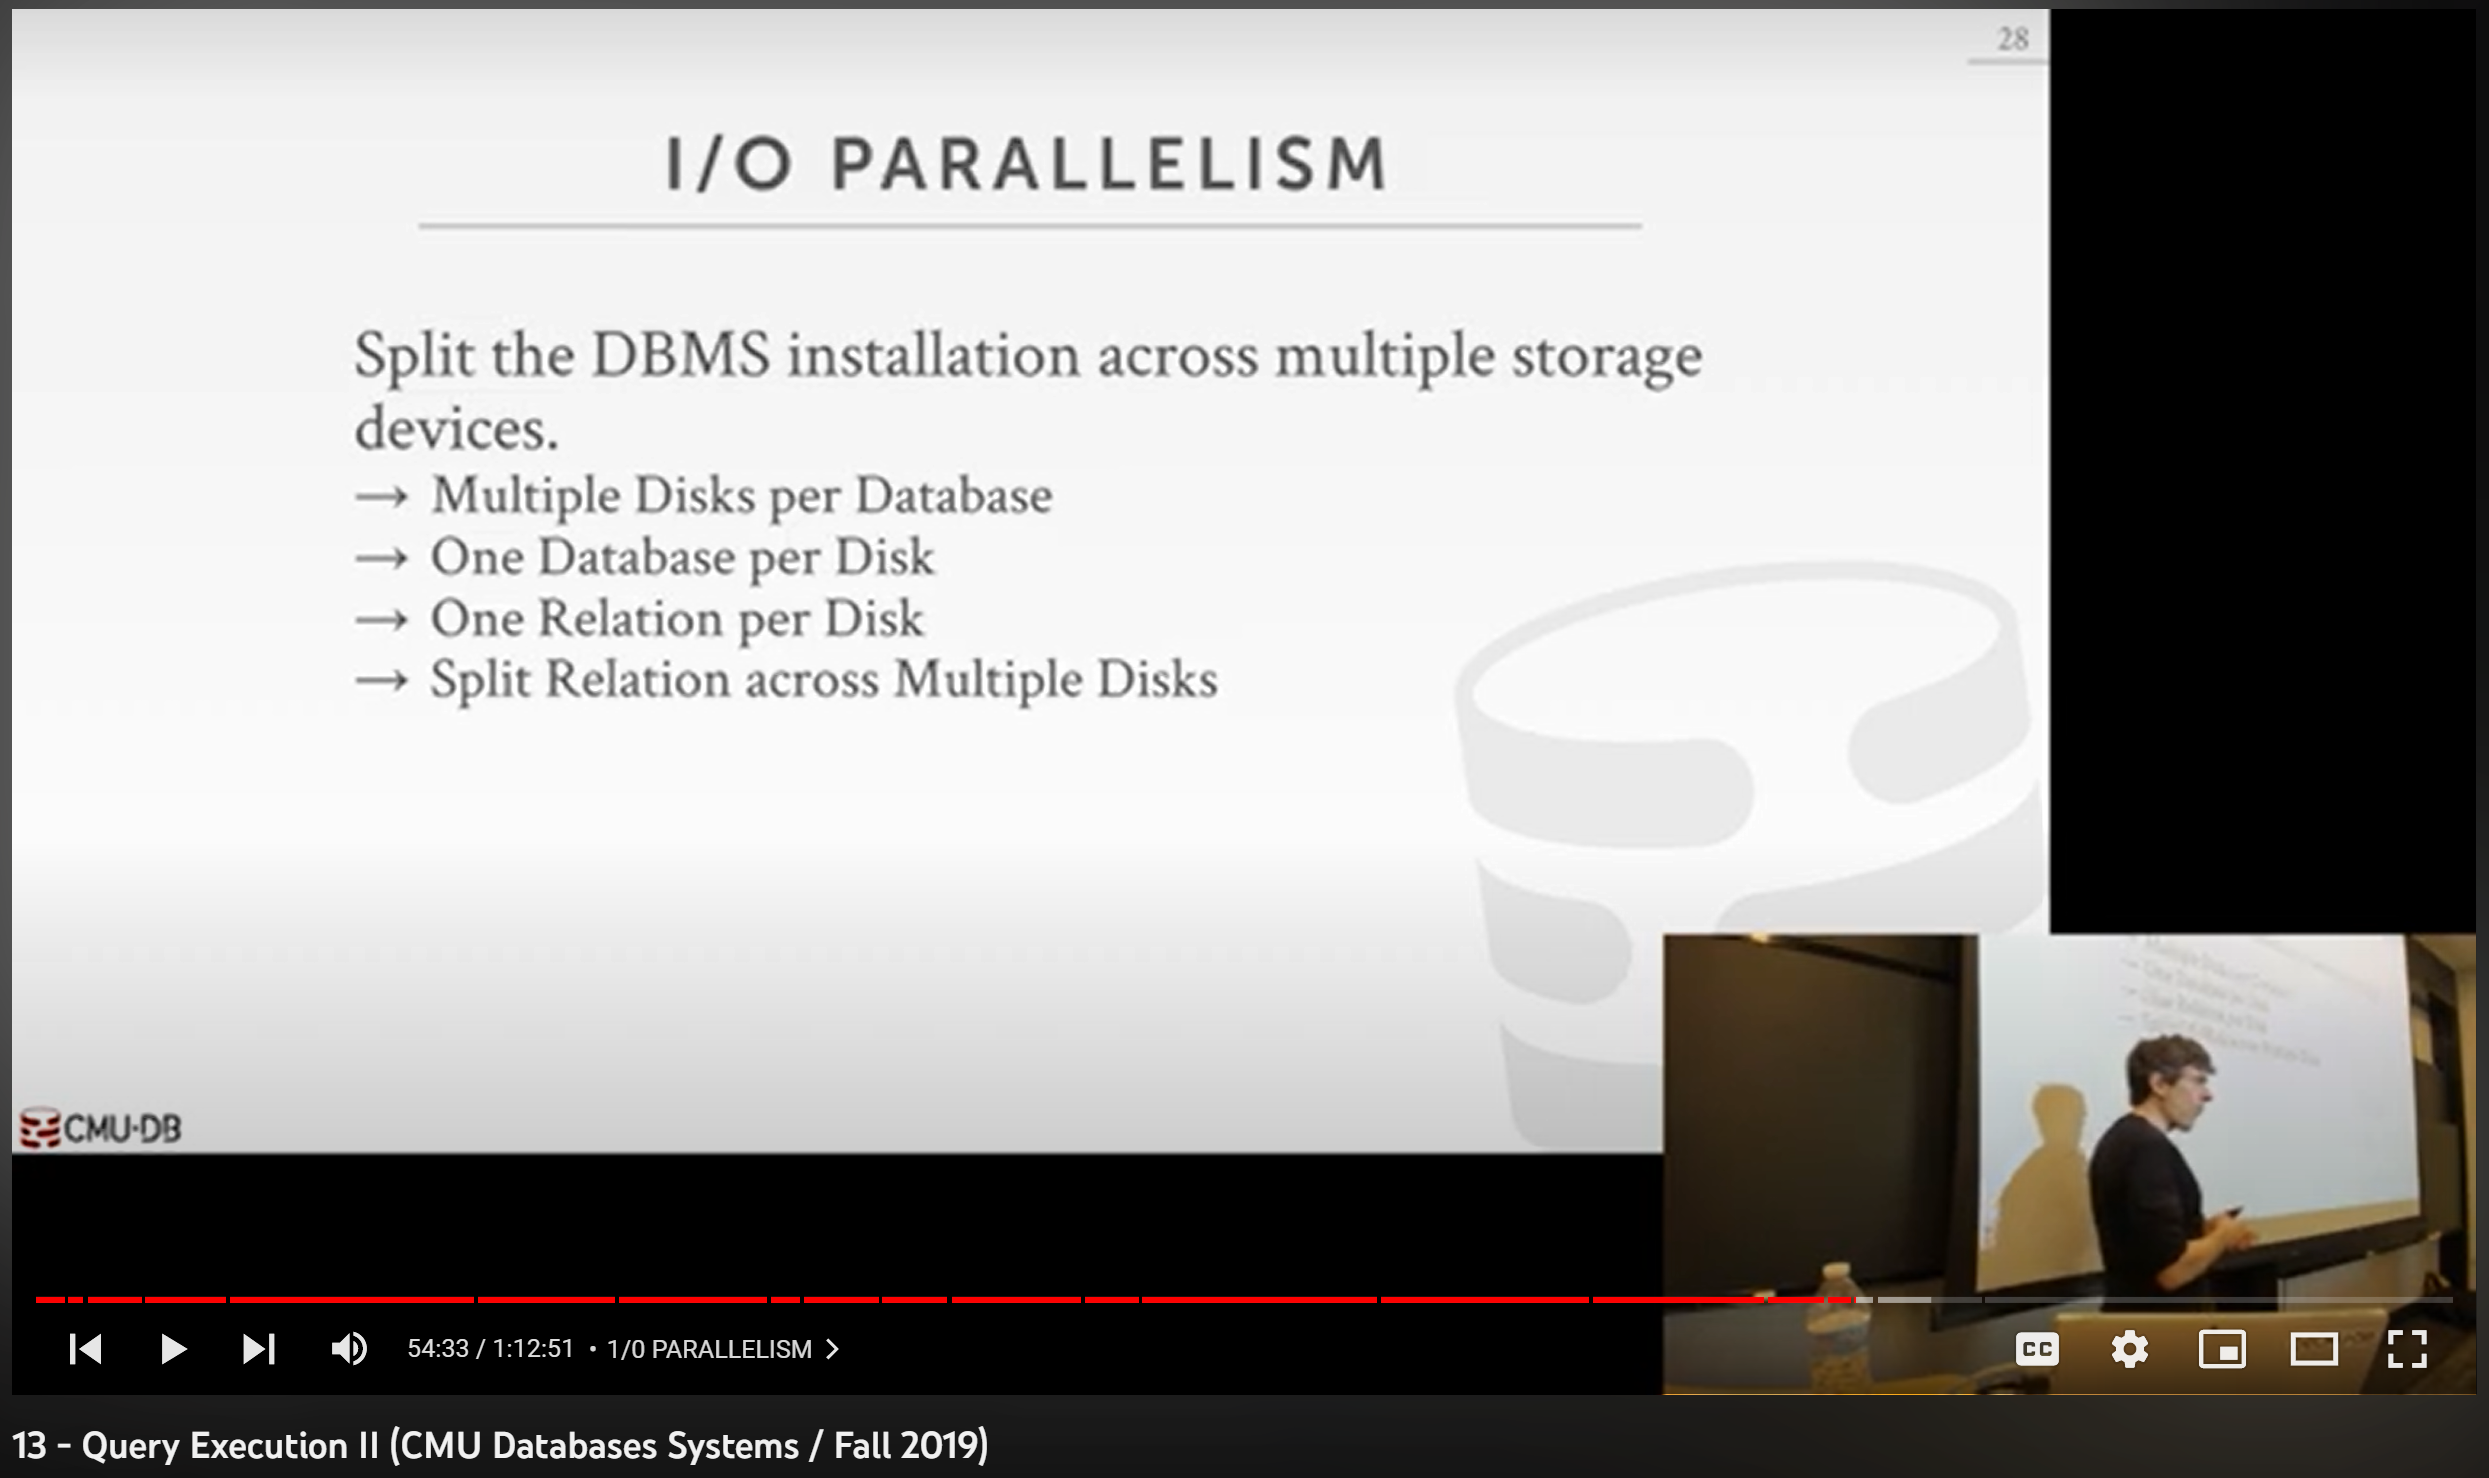 28
I/O PARALLELISM
Split the DBMS installation across multiple storage
devices.
→ Multiple Disks per Database
→ One Database per Disk
→ One Relation per Disk
→ Split Relation across Multiple Disks
CMU·DB
54:33 / 1:12:51 • 1/0 PARALLELISM >
CC
13 - Query Execution II (CMU Databases Systems / Fall 2019)